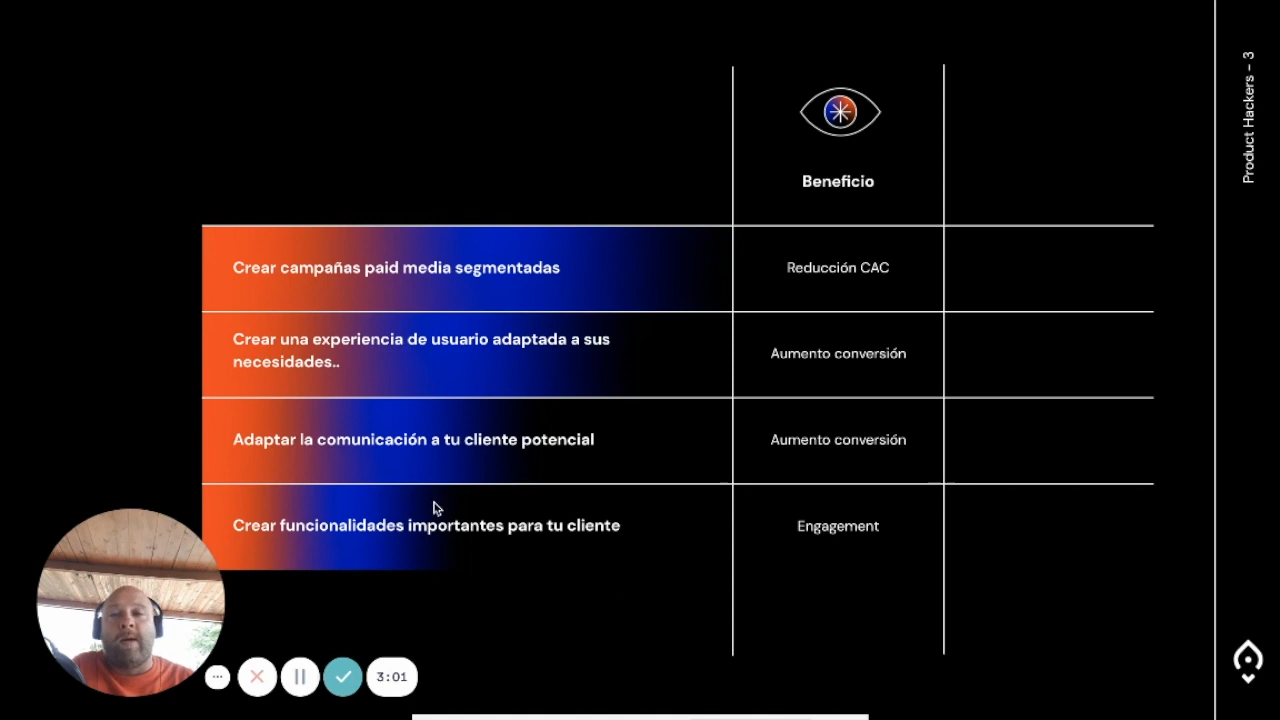 Product Hackers – 3
Beneficio
Crear campañas paid media segmentadas
Reducción CAC
Crear una experiencia de usuario adaptada a sus
necesidades..
Aumento conversión
Adaptar la comunicación a tu cliente potencial
Aumento conversión
Crear funcionalidades importantes para tu cliente
Engagement
3:01